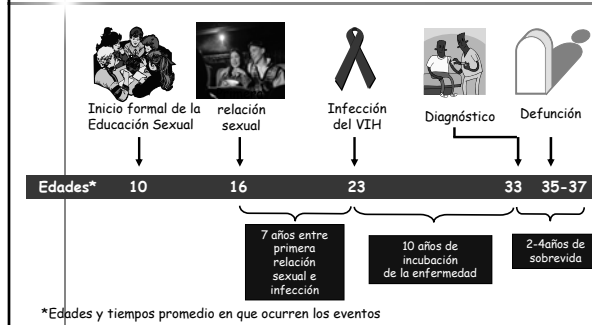 Inicio formal de la
Educación Sexual
relación
sexual
Infección
del VIH
Diagnóstico
Defunción
Edades* 10 16 23 33 35-37
7 años entre
primera
relación
sexual e
infección
10 años de
incubación
de la enfermedad
2-4años de
sobrevida
*Edades y tiempos promedio en que ocurren los eventos